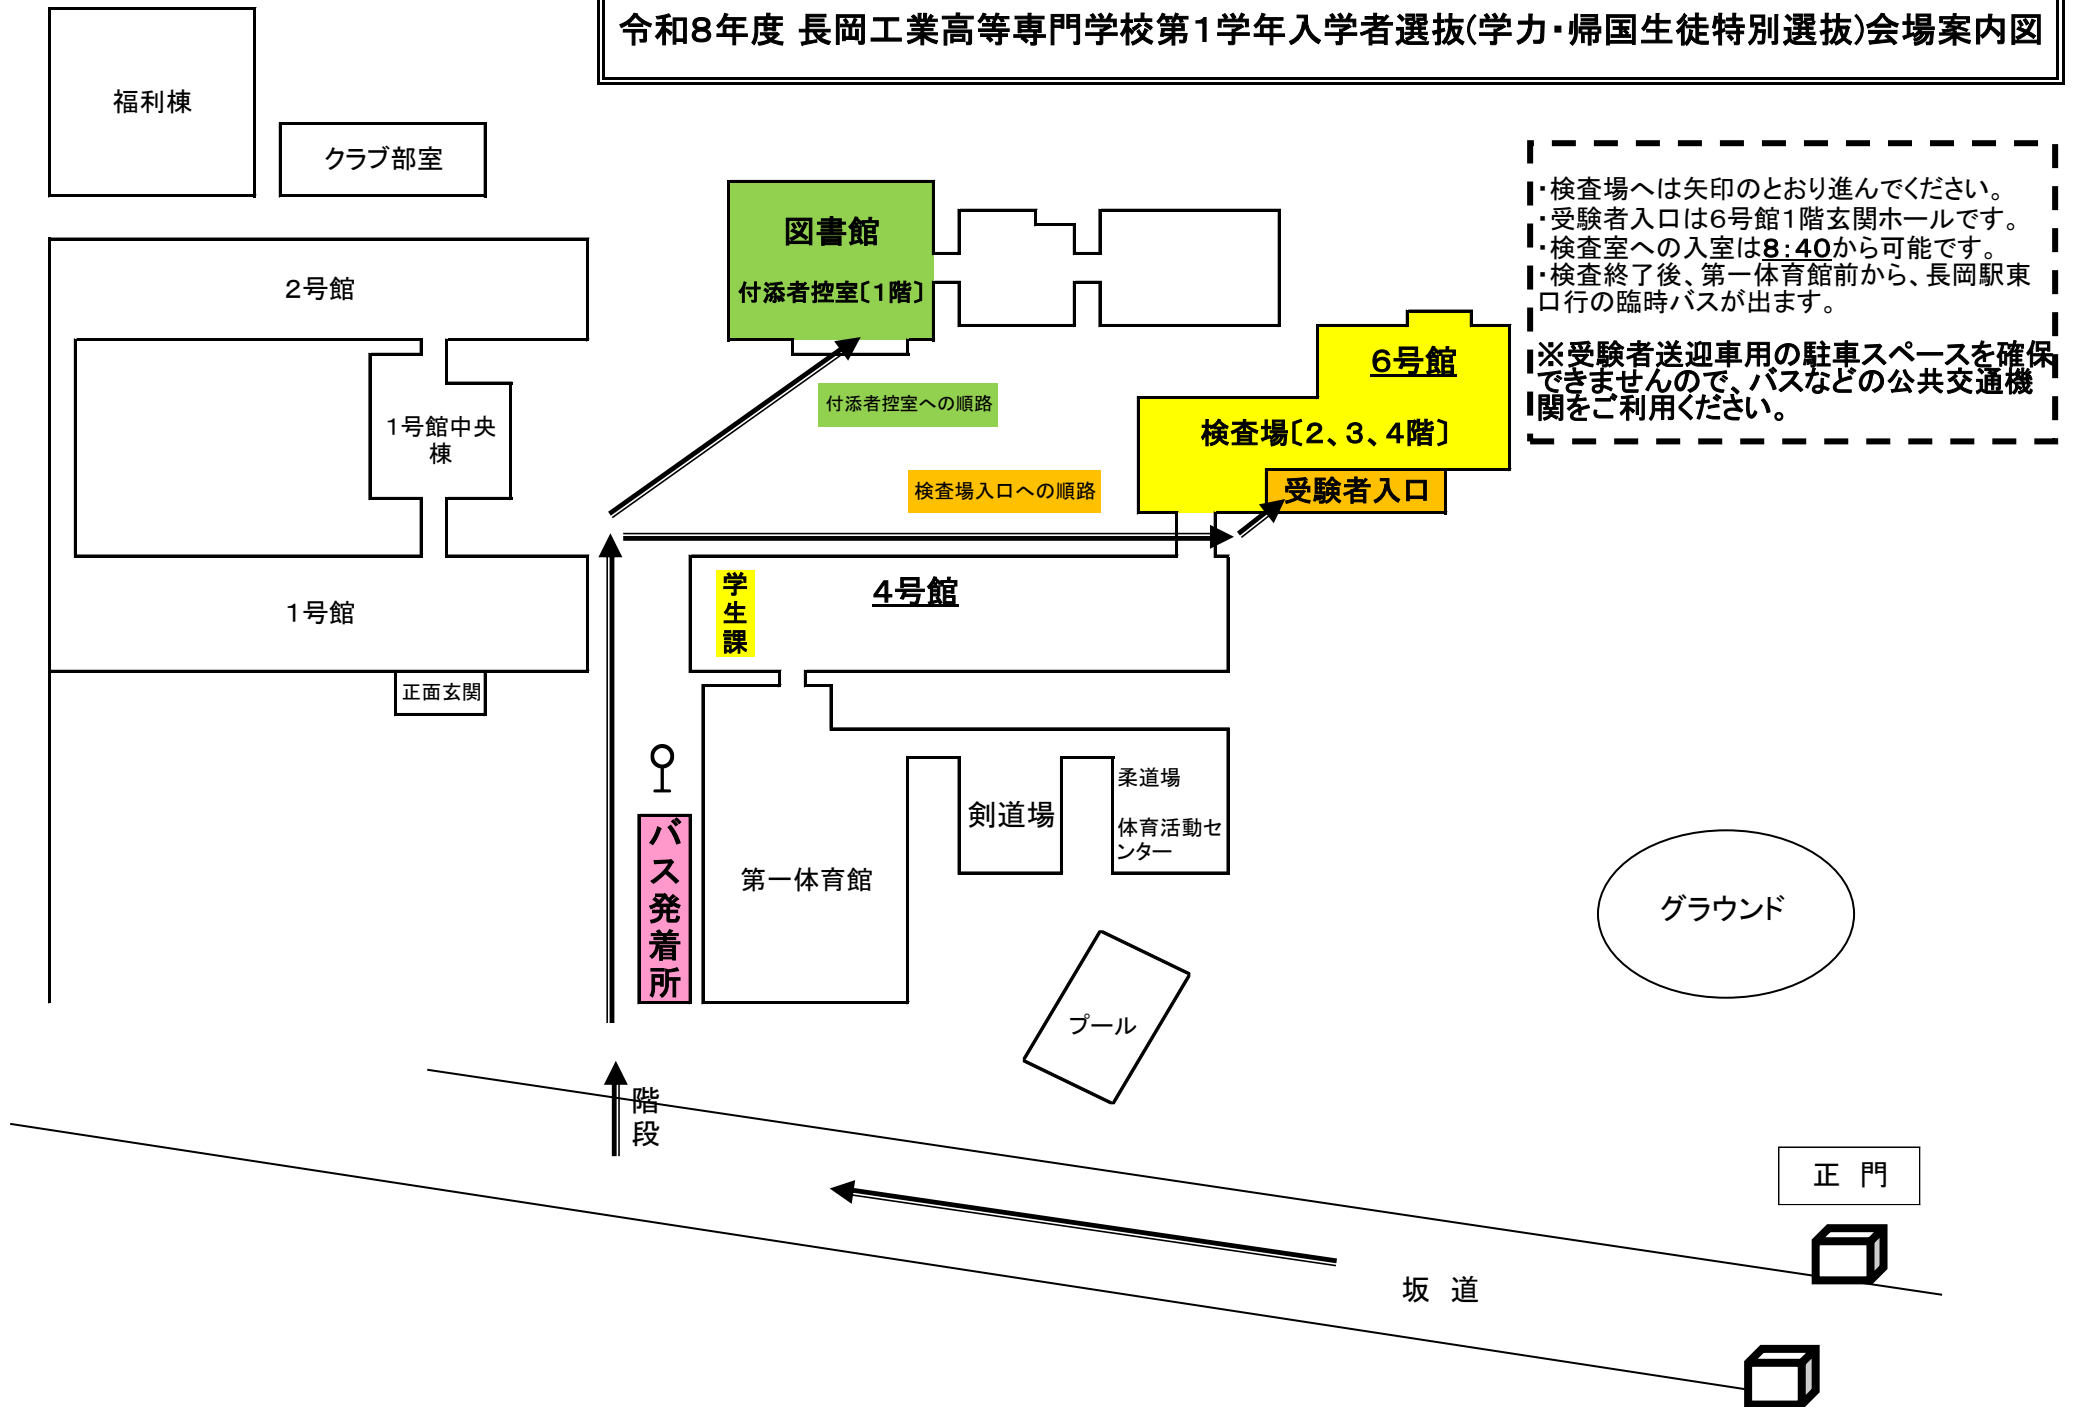 令和8年度 長岡工業高等専門学校第1学年入学者選抜(学力・帰国生徒特別選抜)会場案内図
福利棟
クラブ部室
・検査場へは矢印のとおり進んでください。
・受験者入口は6号館1階玄関ホールです。
・検査室への入室は8:40から可能です。
・検査終了後、第一体育館前から、長岡駅東
口行の臨時バスが出ます。
※受験者送迎車用の駐車スペースを確保
できませんので、バスなどの公共交通機
関をご利用ください。
図書館
付添者控室〔1階〕
2号館
6号館
付添者控室への順路
1号館中央
棟
検査場〔2、3、4階〕
検査場入口への順路
受験者入口
学生課
4号館
1号館
正面玄関
柔道場
剣道場
体育活動セ
ンター
バス発着所
第一体育館
グラウンド
プール
階段
正 門
坂 道